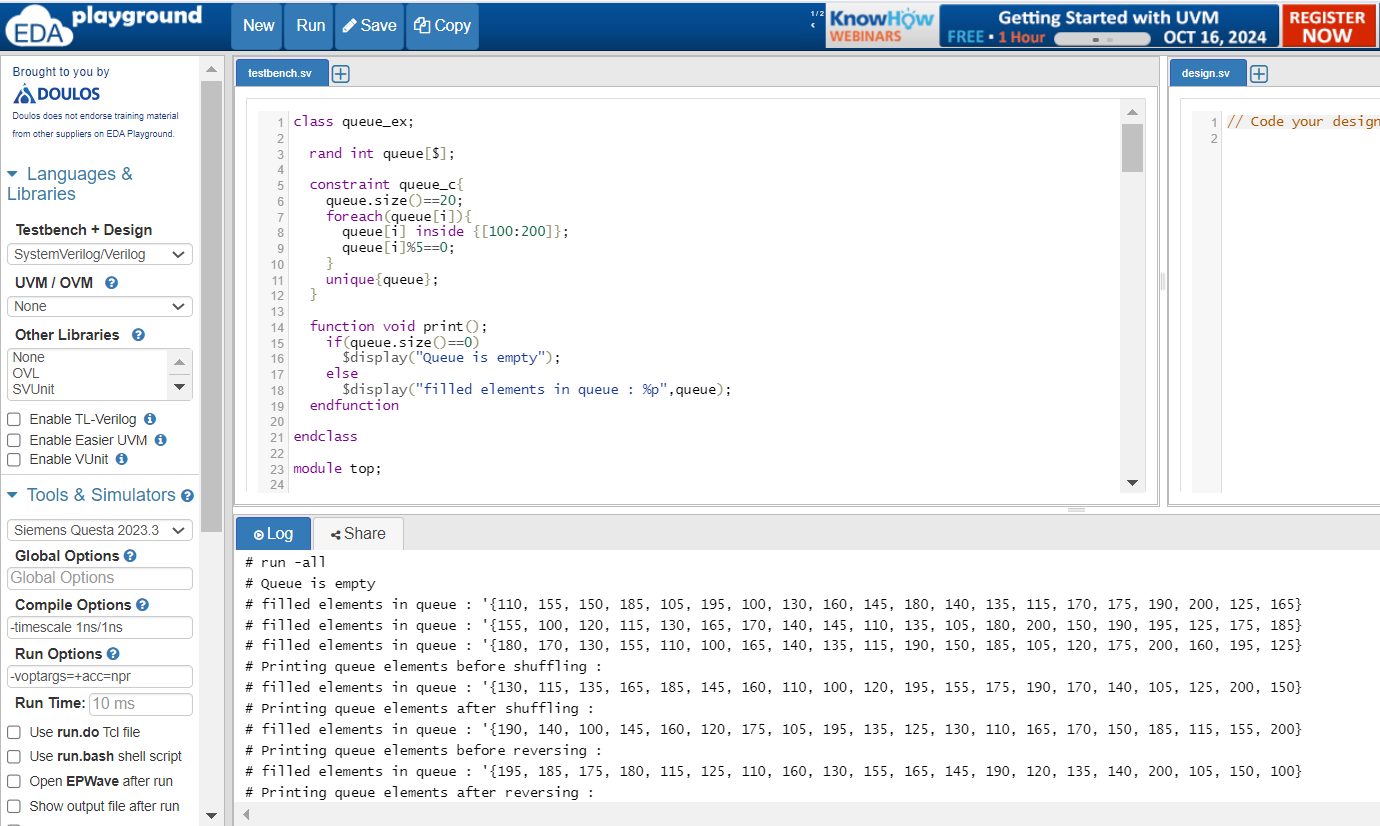 EDA playground
New Run Save Copy
1/2
KnowHow
WEBINARS
Getting Started with UVM
FREE • 1 Hour
OCT 16, 2024
REGISTER
NOW
Brought to you by
DOULOS
Doulos does not endorse training material
from other suppliers on EDA Playground.
Languages &
Libraries
Testbench + Design
SystemVerilog/Verilog
UVM / OVM
None
Other Libraries
None
OVL
SVUnit
Enable TL-Verilog
Enable Easier UVM
Enable VUnit
Tools & Simulators
Siemens Questa 2023.3
Global Options
Global Options
Compile Options
-timescale 1ns/1ns
Run Options
-voptargs=+acc=npr
Run Time: 10 ms
Use run.do Tcl file
Use run.bash shell script
Open EPWave after run
Show output file after run
testbench.sv
1 class queue_ex;
2
3   rand int queue[$];
4
5   constraint queue_c{
6     queue.size()==20;
7     foreach(queue[i]){
8       queue[i] inside {[100:200]};
9       queue[i]%5==0;
10     }
11     unique{queue};
12   }
13
14   function void print();
15     if(queue.size()==0)
16       $display("Queue is empty");
17     else
18       $display("filled elements in queue : %p",queue);
19   endfunction
20
21 endclass
22
23 module top;
24
design.sv
1 // Code your design
2
Log Share
# run -all
# Queue is empty
# filled elements in queue : '{110, 155, 150, 185, 105, 195, 100, 130, 160, 145, 180, 140, 135, 115, 170, 175, 190, 200, 125, 165}
# filled elements in queue : '{155, 100, 120, 115, 130, 165, 170, 140, 145, 110, 135, 105, 180, 200, 150, 190, 195, 125, 175, 185}
# filled elements in queue : '{180, 170, 130, 155, 110, 100, 165, 140, 135, 115, 190, 150, 185, 105, 120, 175, 200, 160, 195, 125}
# Printing queue elements before shuffling :
# filled elements in queue : '{130, 115, 135, 165, 185, 145, 160, 110, 100, 120, 195, 155, 175, 190, 170, 140, 105, 125, 200, 150}
# Printing queue elements after shuffling :
# filled elements in queue : '{190, 140, 100, 145, 160, 120, 175, 105, 195, 135, 125, 130, 110, 165, 170, 150, 185, 115, 155, 200}
# Printing queue elements before reversing :
# filled elements in queue : '{195, 185, 175, 180, 115, 125, 110, 160, 130, 155, 165, 145, 190, 120, 135, 140, 200, 105, 150, 100}
# Printing queue elements after reversing :